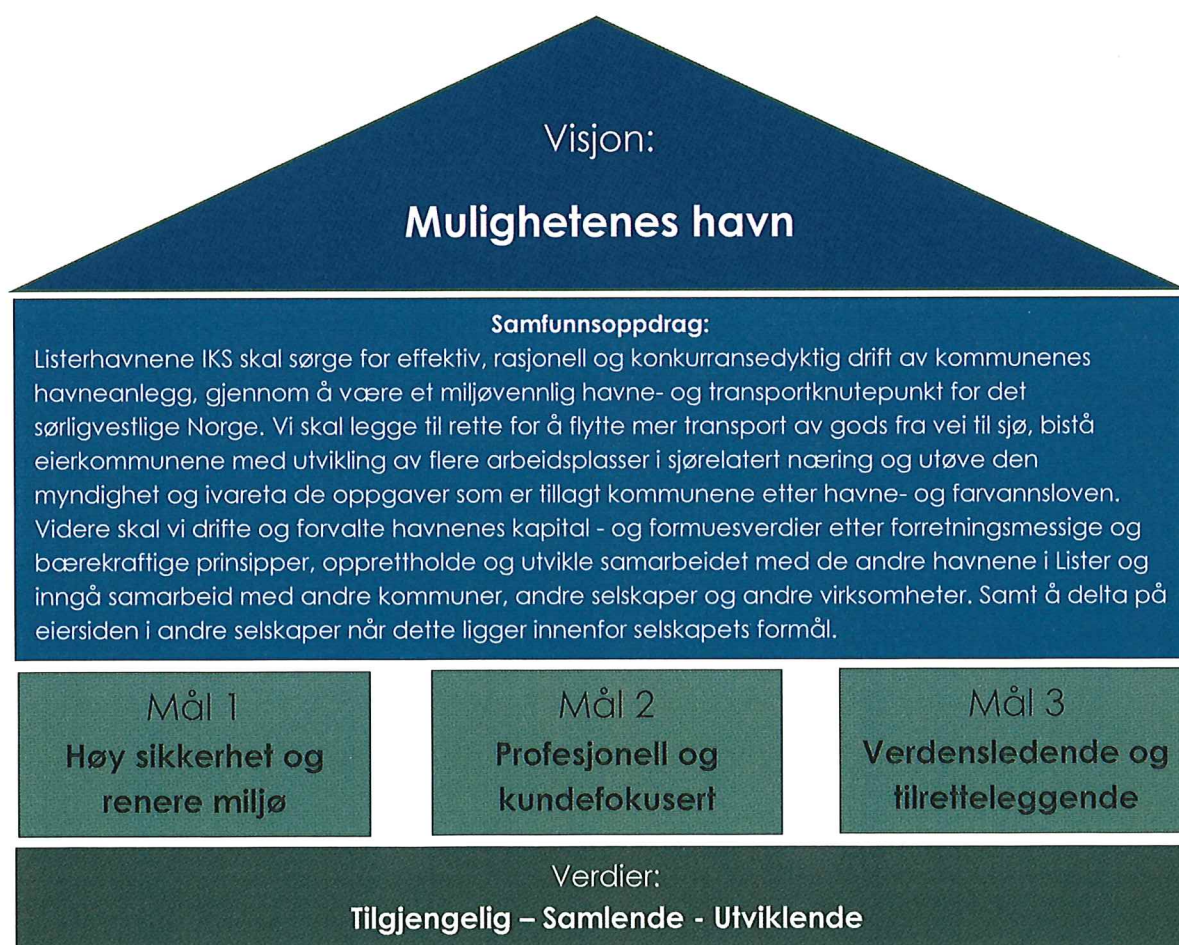 Visjon:
Mulighetenes havn
Samfunnsoppdrag:
Listerhavnene IKS skal sørge for effektiv, rasjonell og konkurransedyktig drift av kommunenes
havneanlegg, gjennom å være et miljøvennlig havne- og transportknutepunkt for det
sørligvestlige Norge. Vi skal legge til rette for å flytte mer transport av gods fra vei til sjø, bistå
eierkommunene med utvikling av flere arbeidsplasser i sjørelatert næring og utøve den
myndighet og ivareta de oppgaver som er tillagt kommunene etter havne- og farvannsloven.
Videre skal vi drifte og forvalte havnenes kapital - og formuesverdier etter forretningsmessige og
bærekraftige prinsipper, opprettholde og utvikle samarbeidet med de andre havnene i Lister og
inngå samarbeid med andre kommuner, andre selskaper og andre virksomheter. Samt å delta på
eiersiden i andre selskaper når dette ligger innenfor selskapets formål.
Mål 1
Høy sikkerhet og
renere miljø
Mål 2
Profesjonell og
kundefokusert
Mål 3
Verdensledende og
tilretteleggende
Verdier:
Tilgjengelig – Samlende - Utviklende